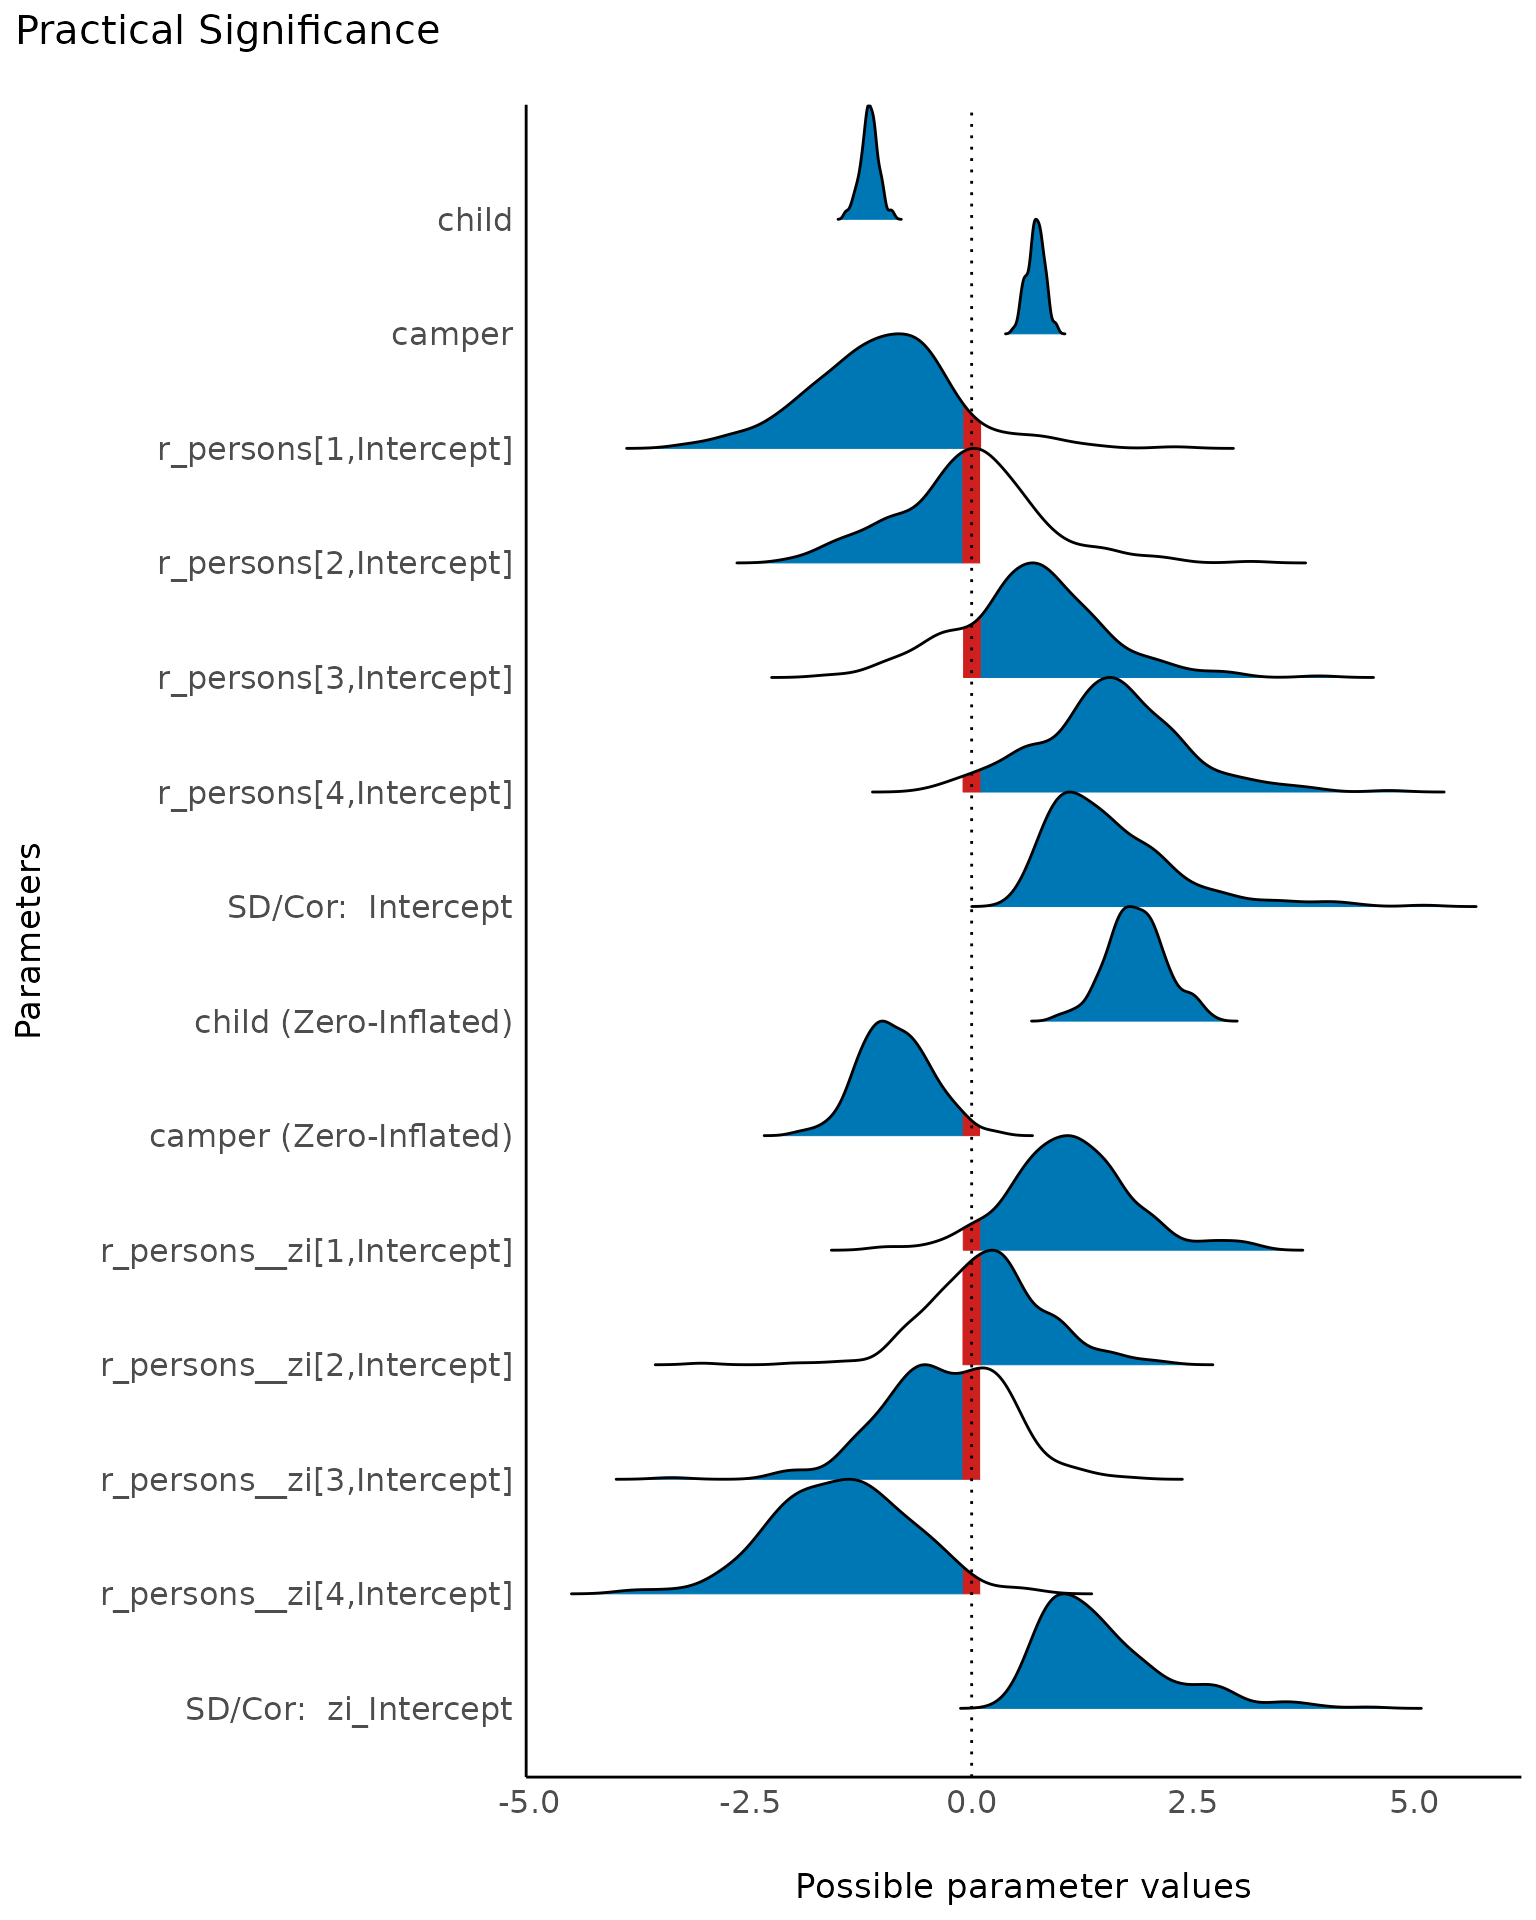 Practical Significance
child
camper
r_persons[1,Intercept]
r_persons[2,Intercept]
r_persons[3,Intercept]
r_persons[4,Intercept]
SD/Cor:  Intercept
child (Zero-Inflated)
camper (Zero-Inflated)
r_persons__zi[1,Intercept]
r_persons__zi[2,Intercept]
r_persons__zi[3,Intercept]
r_persons__zi[4,Intercept]
SD/Cor:  zi_Intercept
Parameters
-5.0 -2.5 0.0 2.5 5.0
Possible parameter values